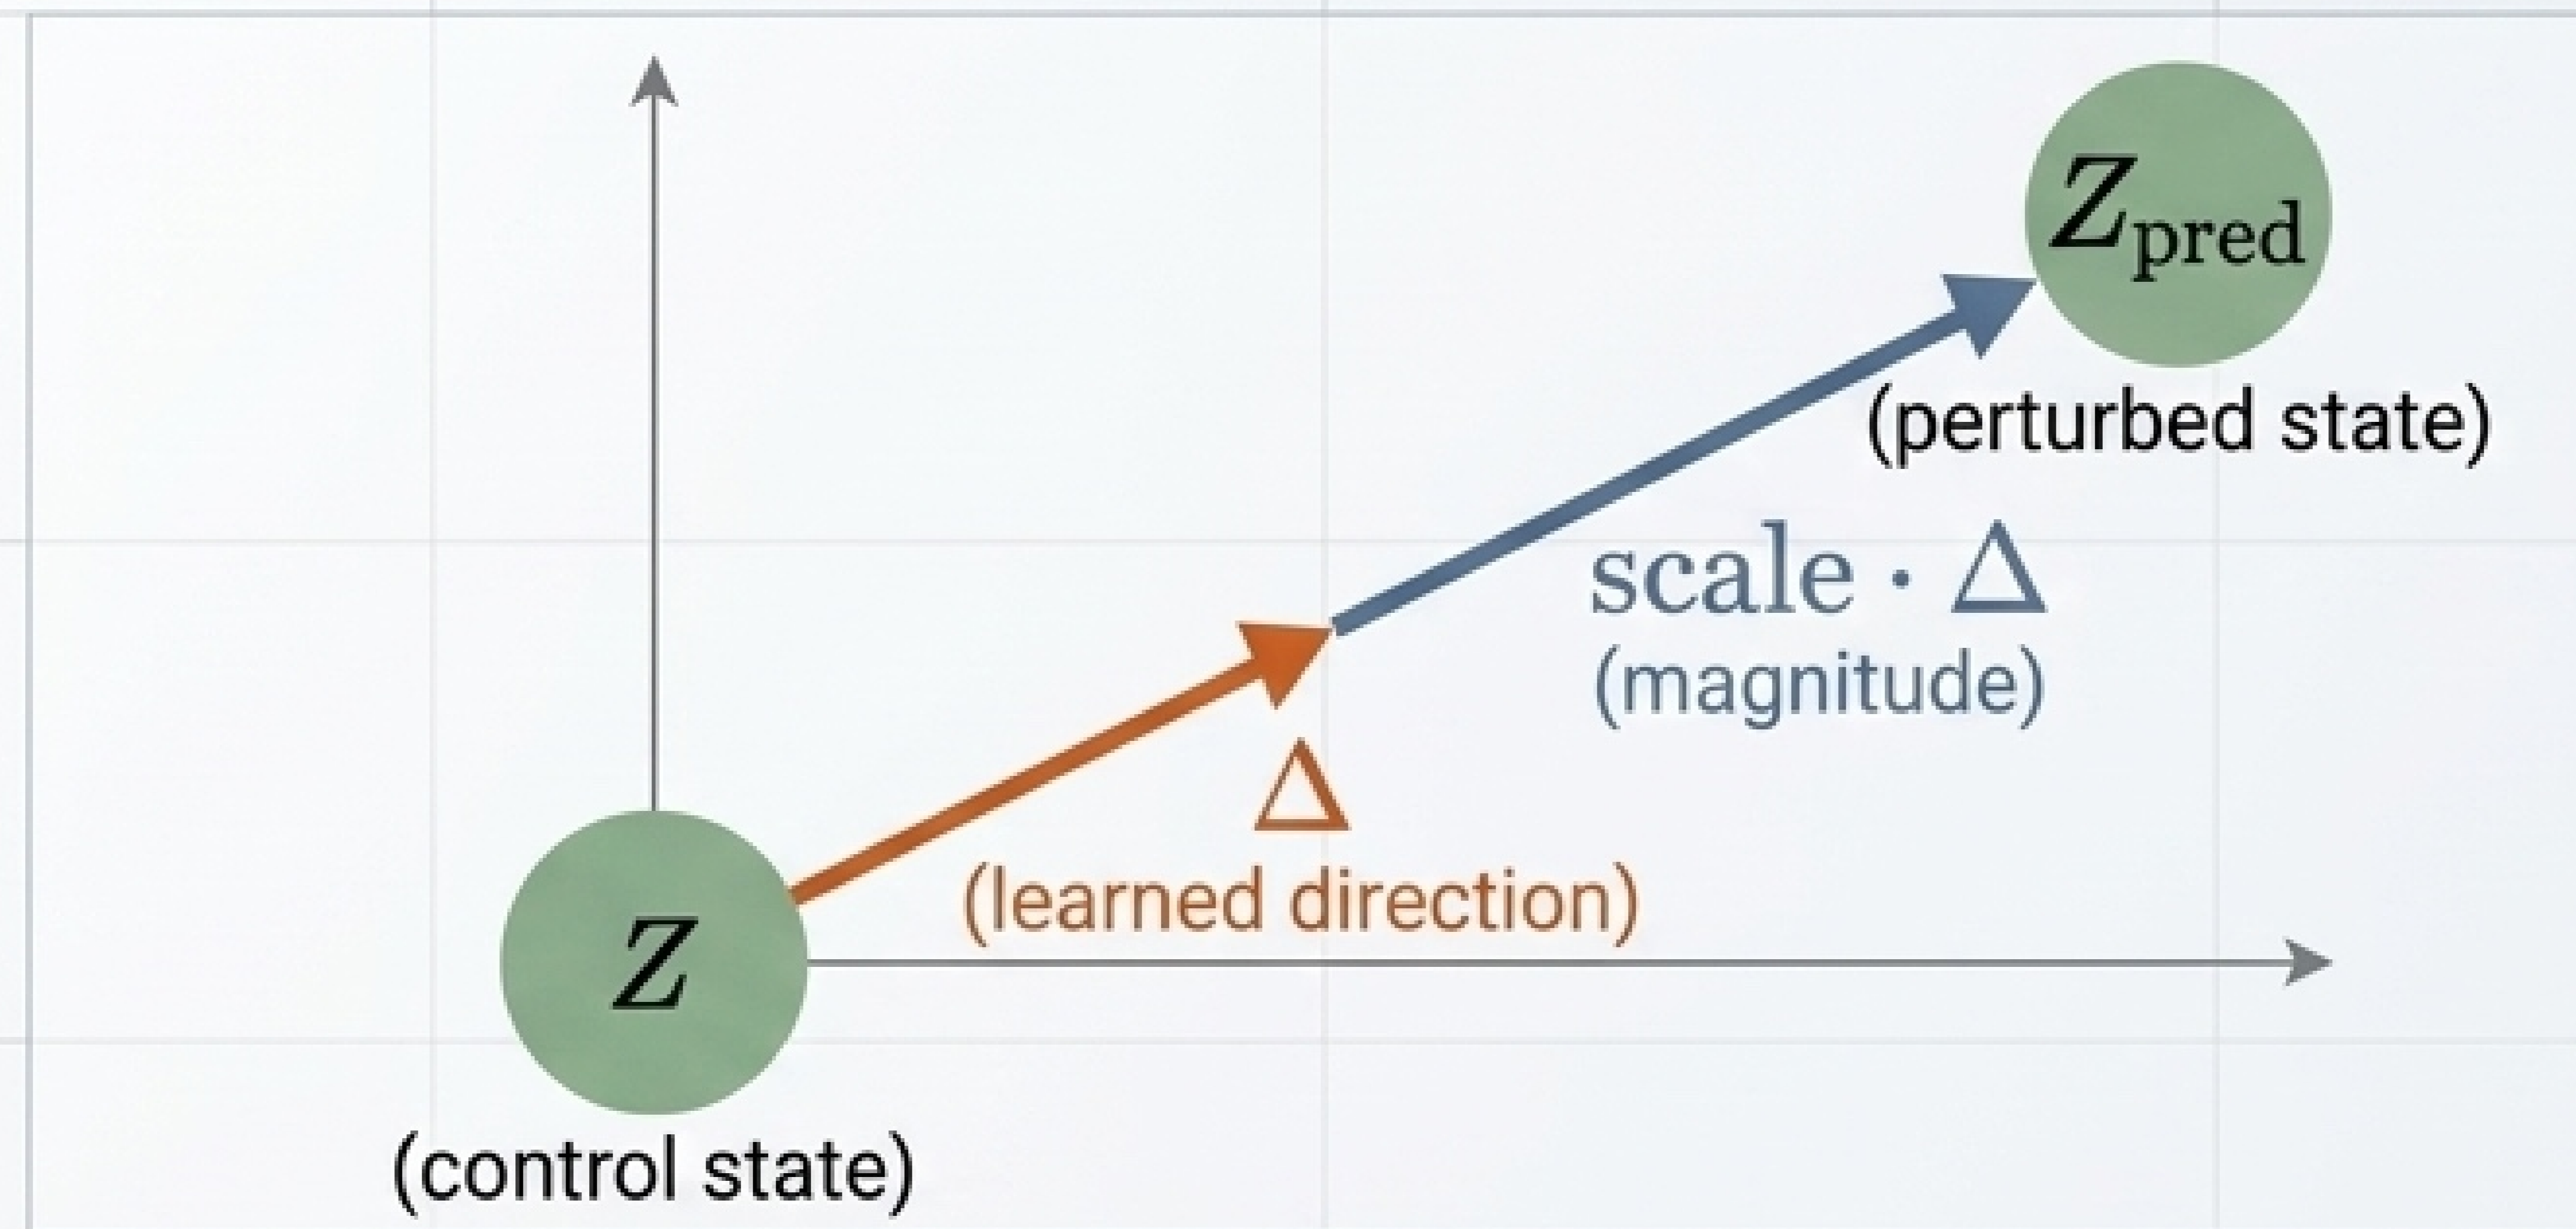 Z_pred
(perturbed state)
scale · Δ
(magnitude)
Δ
(learned direction)
Z
(control state)